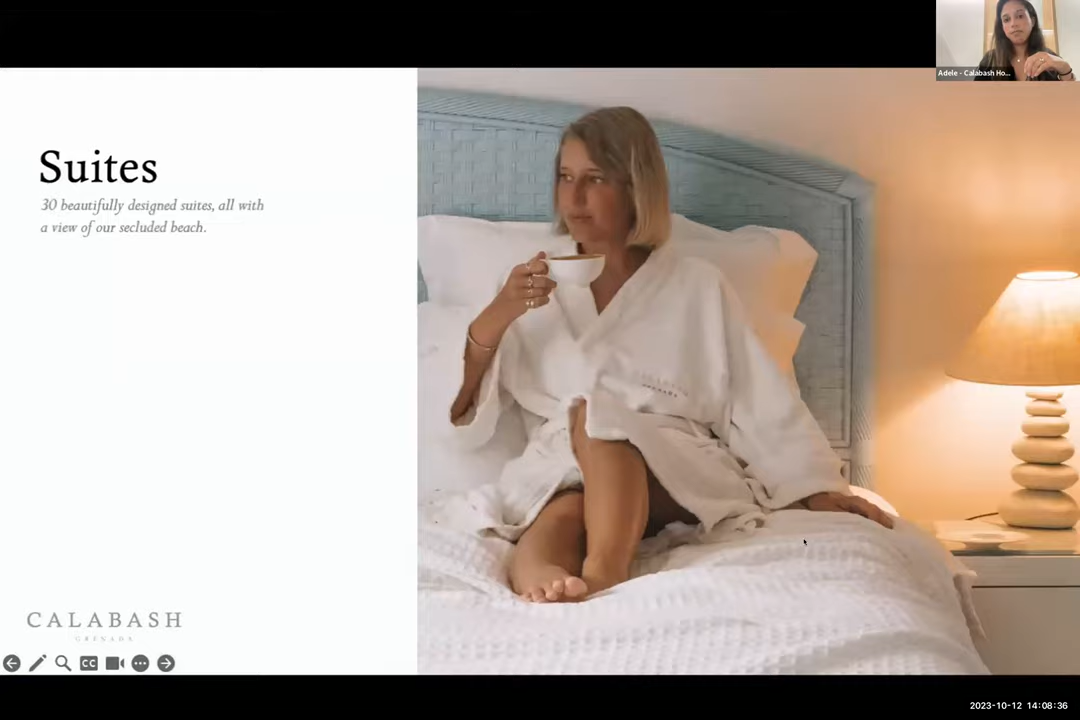 Adele - Calabash Ho...
Suites
30 beautifully designed suites, all with
a view of our secluded beach.
CALABASH
GRENADA
CC
2023-10-12 14:08:36